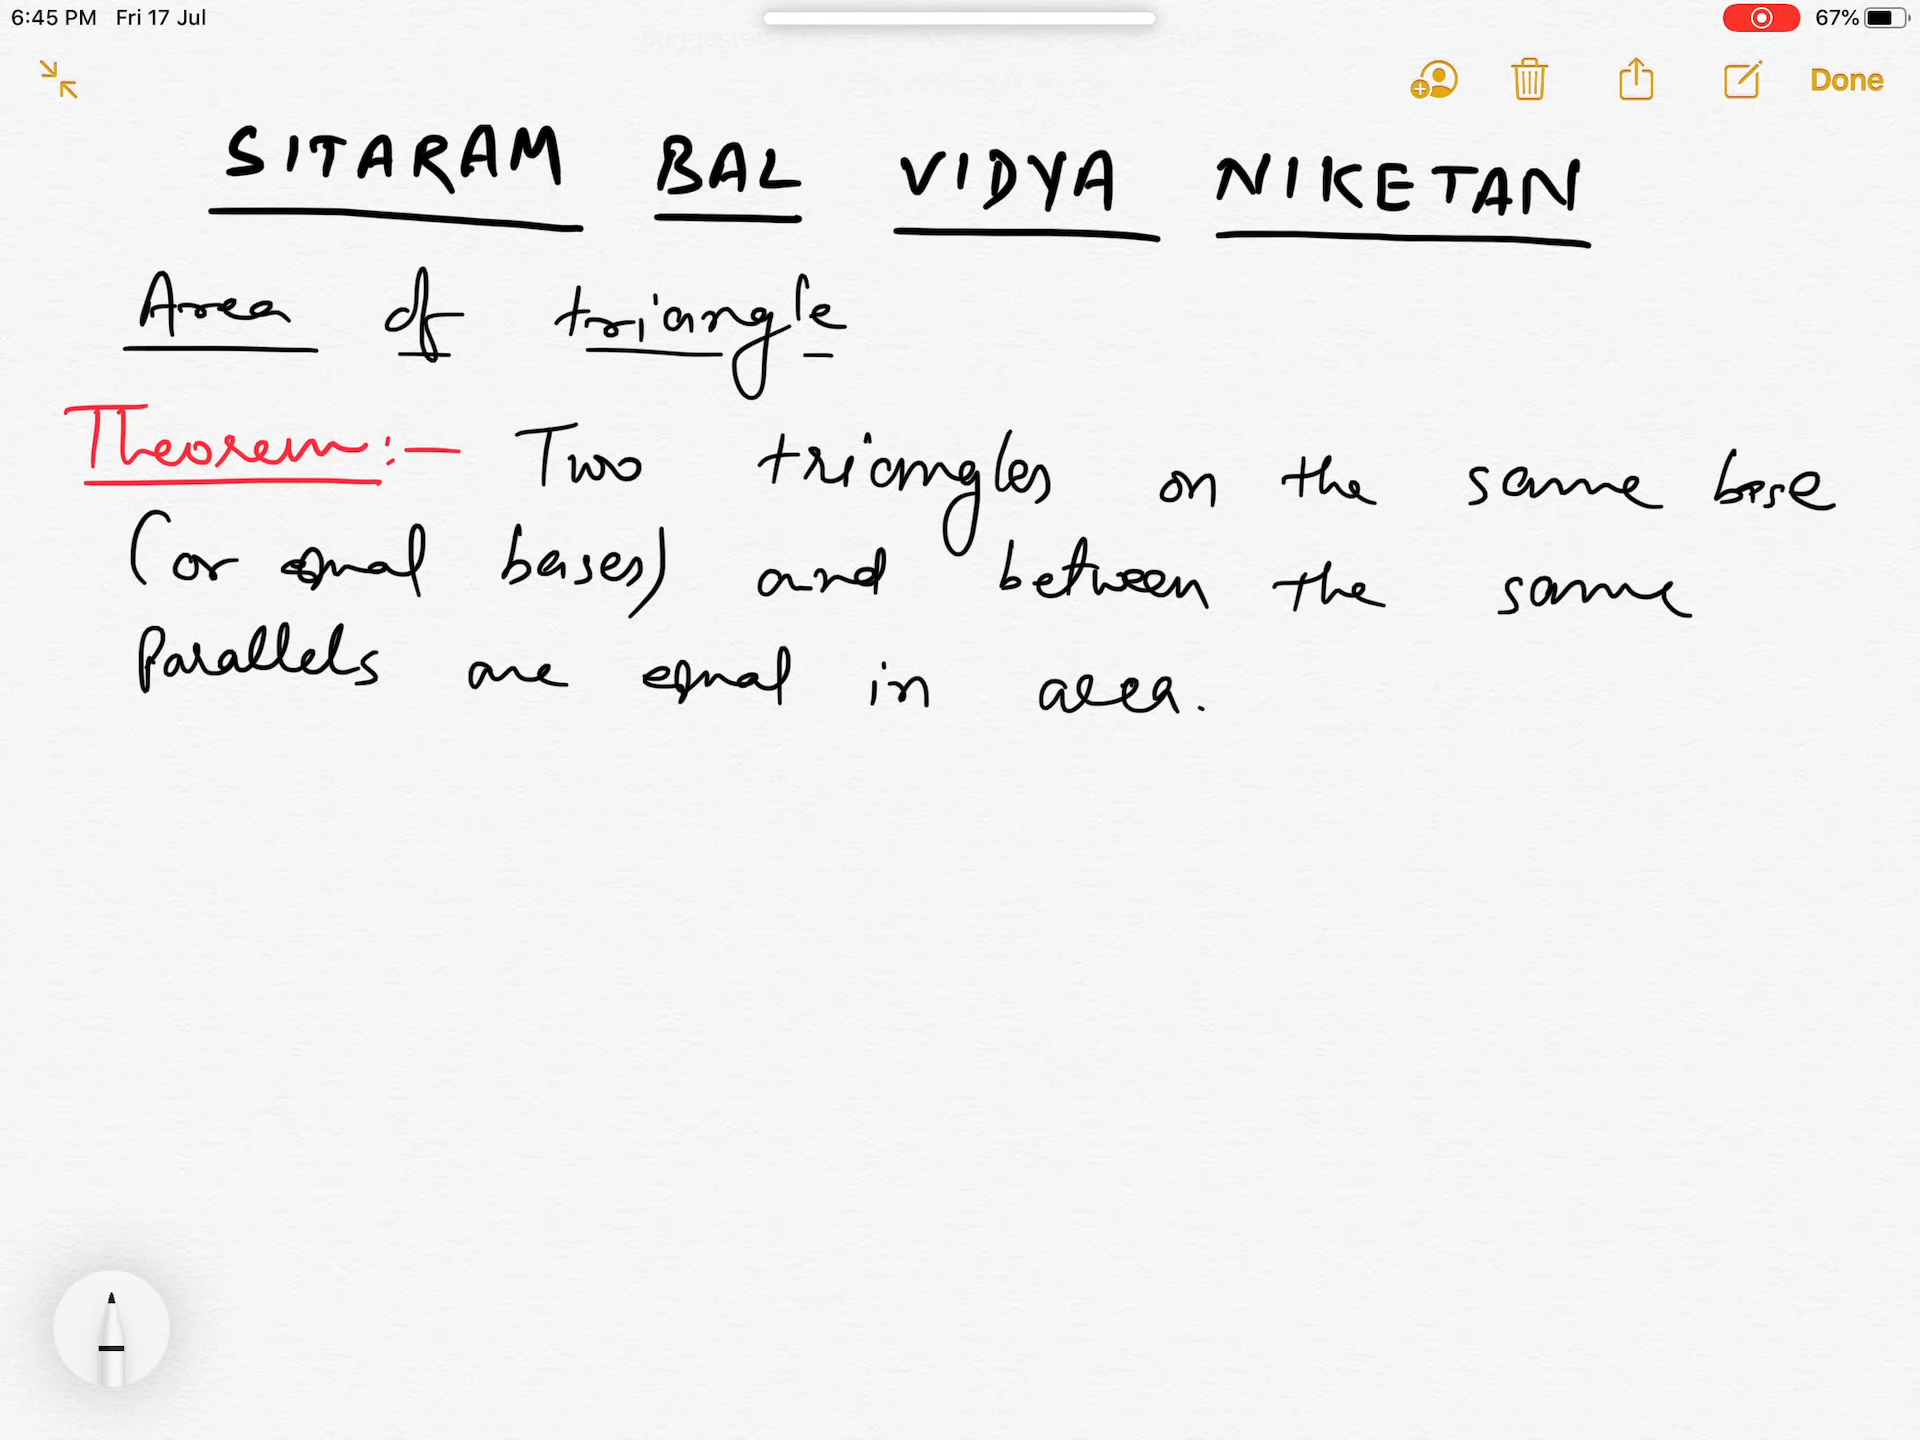 6:45 PM Fri 17 Jul 67%
Done
SITARAM BAL VIDYA NIKETAN
Area of triangle
Theorem:— Two triangles on the same base
(or equal bases) and between the same
Parallels are equal in area.